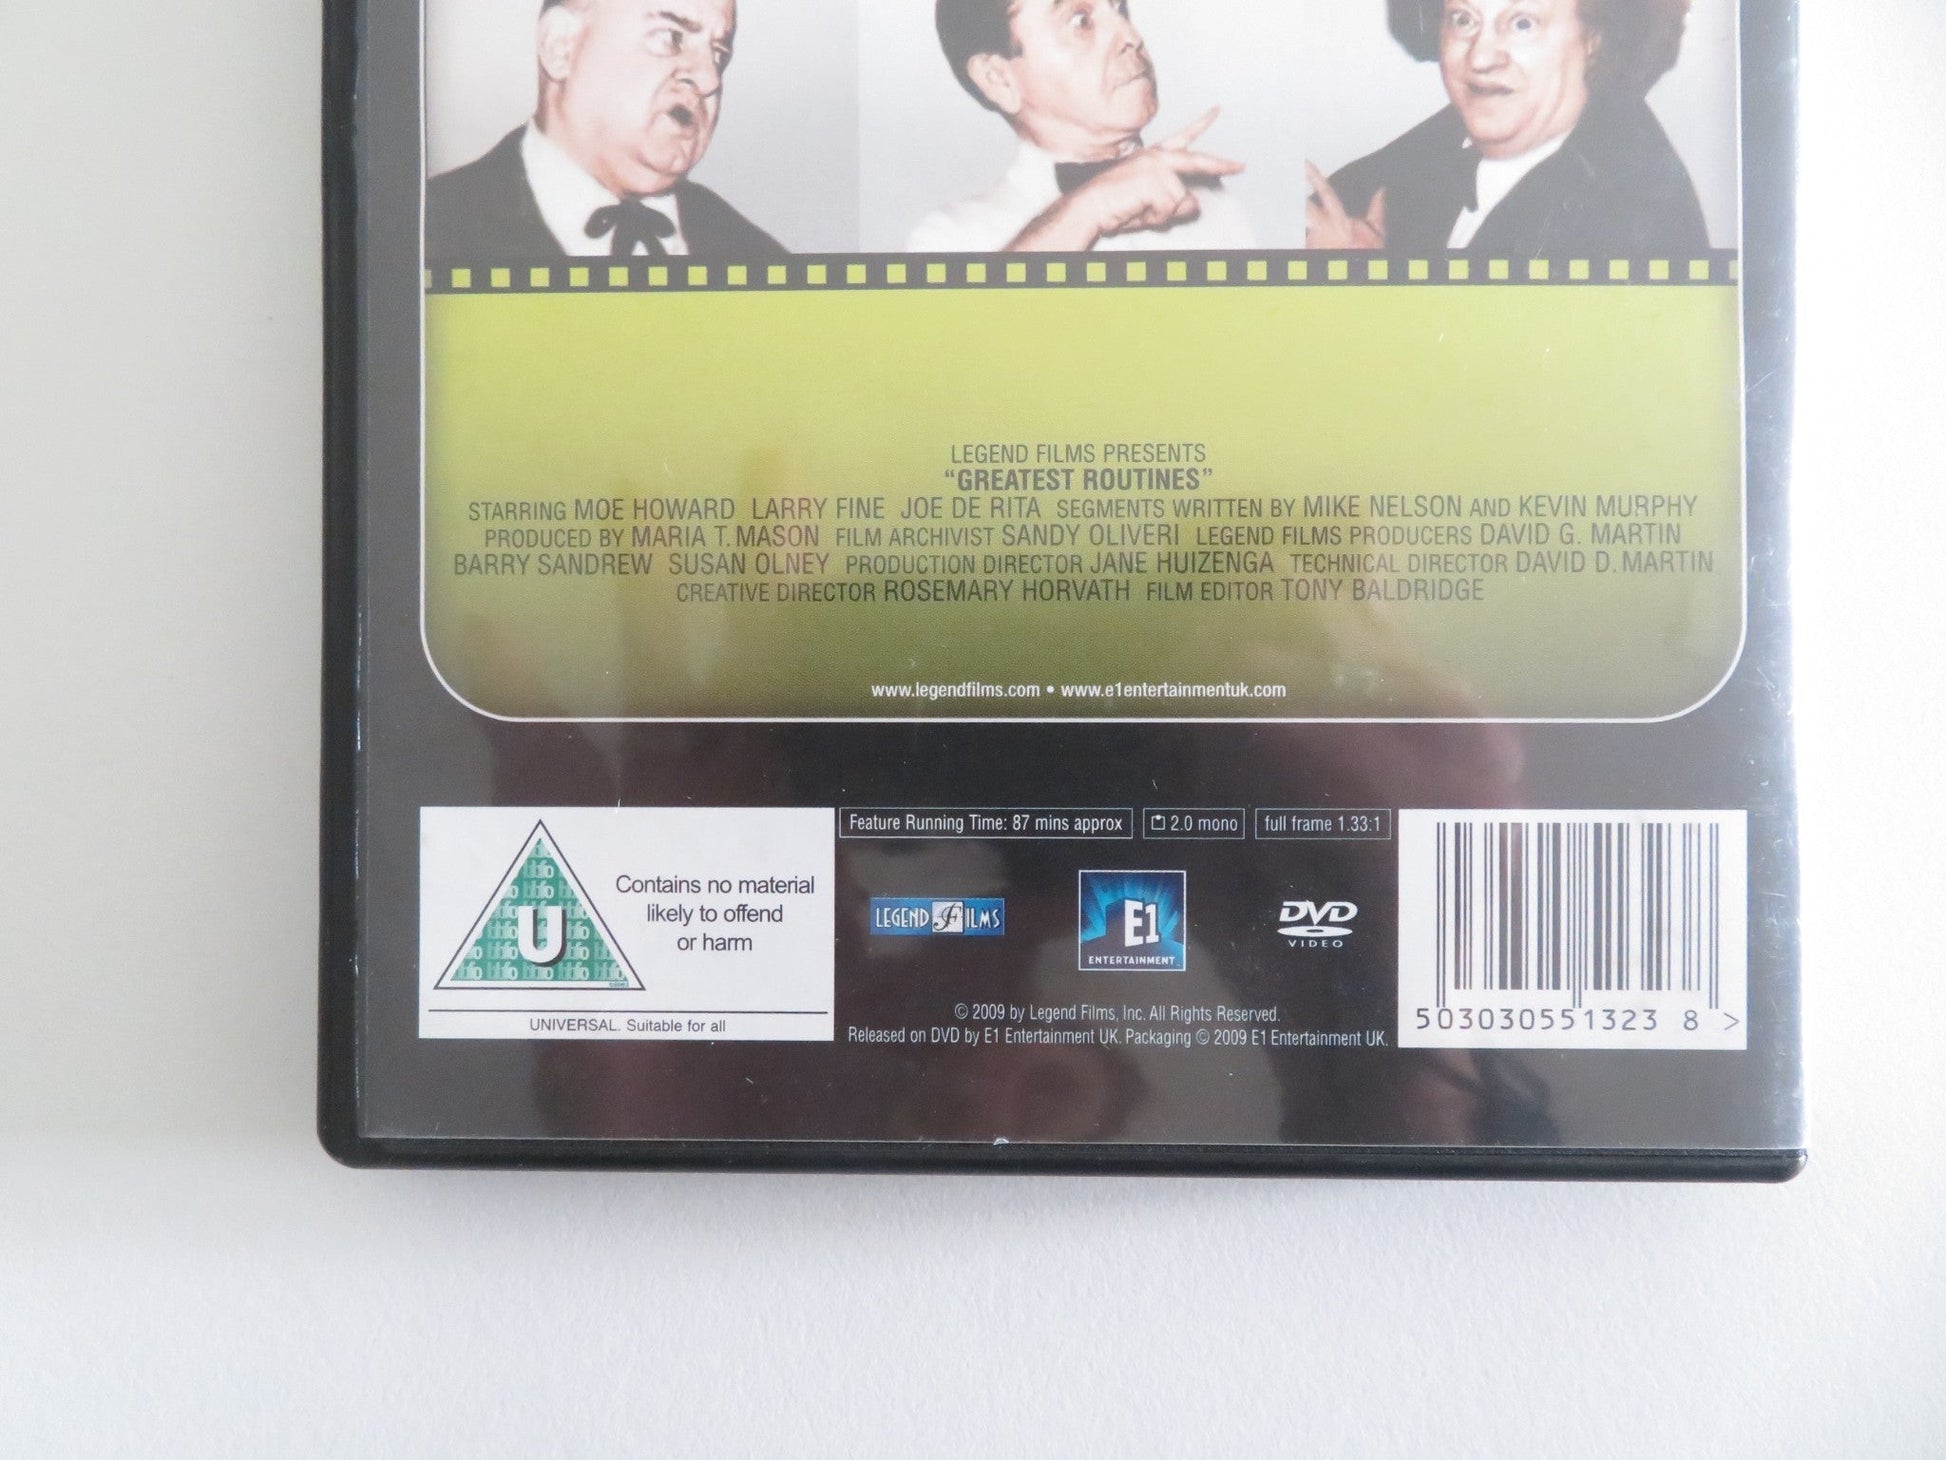 LEGEND FILMS PRESENTS
“GREATEST ROUTINES”
STARRING MOE HOWARD LARRY FINE JOE DE RITA SEGMENTS WRITTEN BY MIKE NELSON AND KEVIN MURPHY
PRODUCED BY MARIA T. MASON FILM ARCHIVIST SANDY OLIVERI LEGEND FILMS PRODUCERS DAVID G. MARTIN
BARRY SANDREW SUSAN OLNEY PRODUCTION DIRECTOR JANE HUIZENGA TECHNICAL DIRECTOR DAVID D. MARTIN
CREATIVE DIRECTOR ROSEMARY HORVATH FILM EDITOR TONY BALDRIDGE
www.legendfilms.com • www.e1entertainmentuk.com
Feature Running Time: 87 mins approx 2.0 mono full frame 1.33:1
U
Contains no material
likely to offend
or harm
UNIVERSAL. Suitable for all
LEGEND FILMS
E1
ENTERTAINMENT
DVD
VIDEO
© 2009 by Legend Films, Inc. All Rights Reserved.
Released on DVD by E1 Entertainment UK. Packaging © 2009 E1 Entertainment UK.
503030551323 8 >